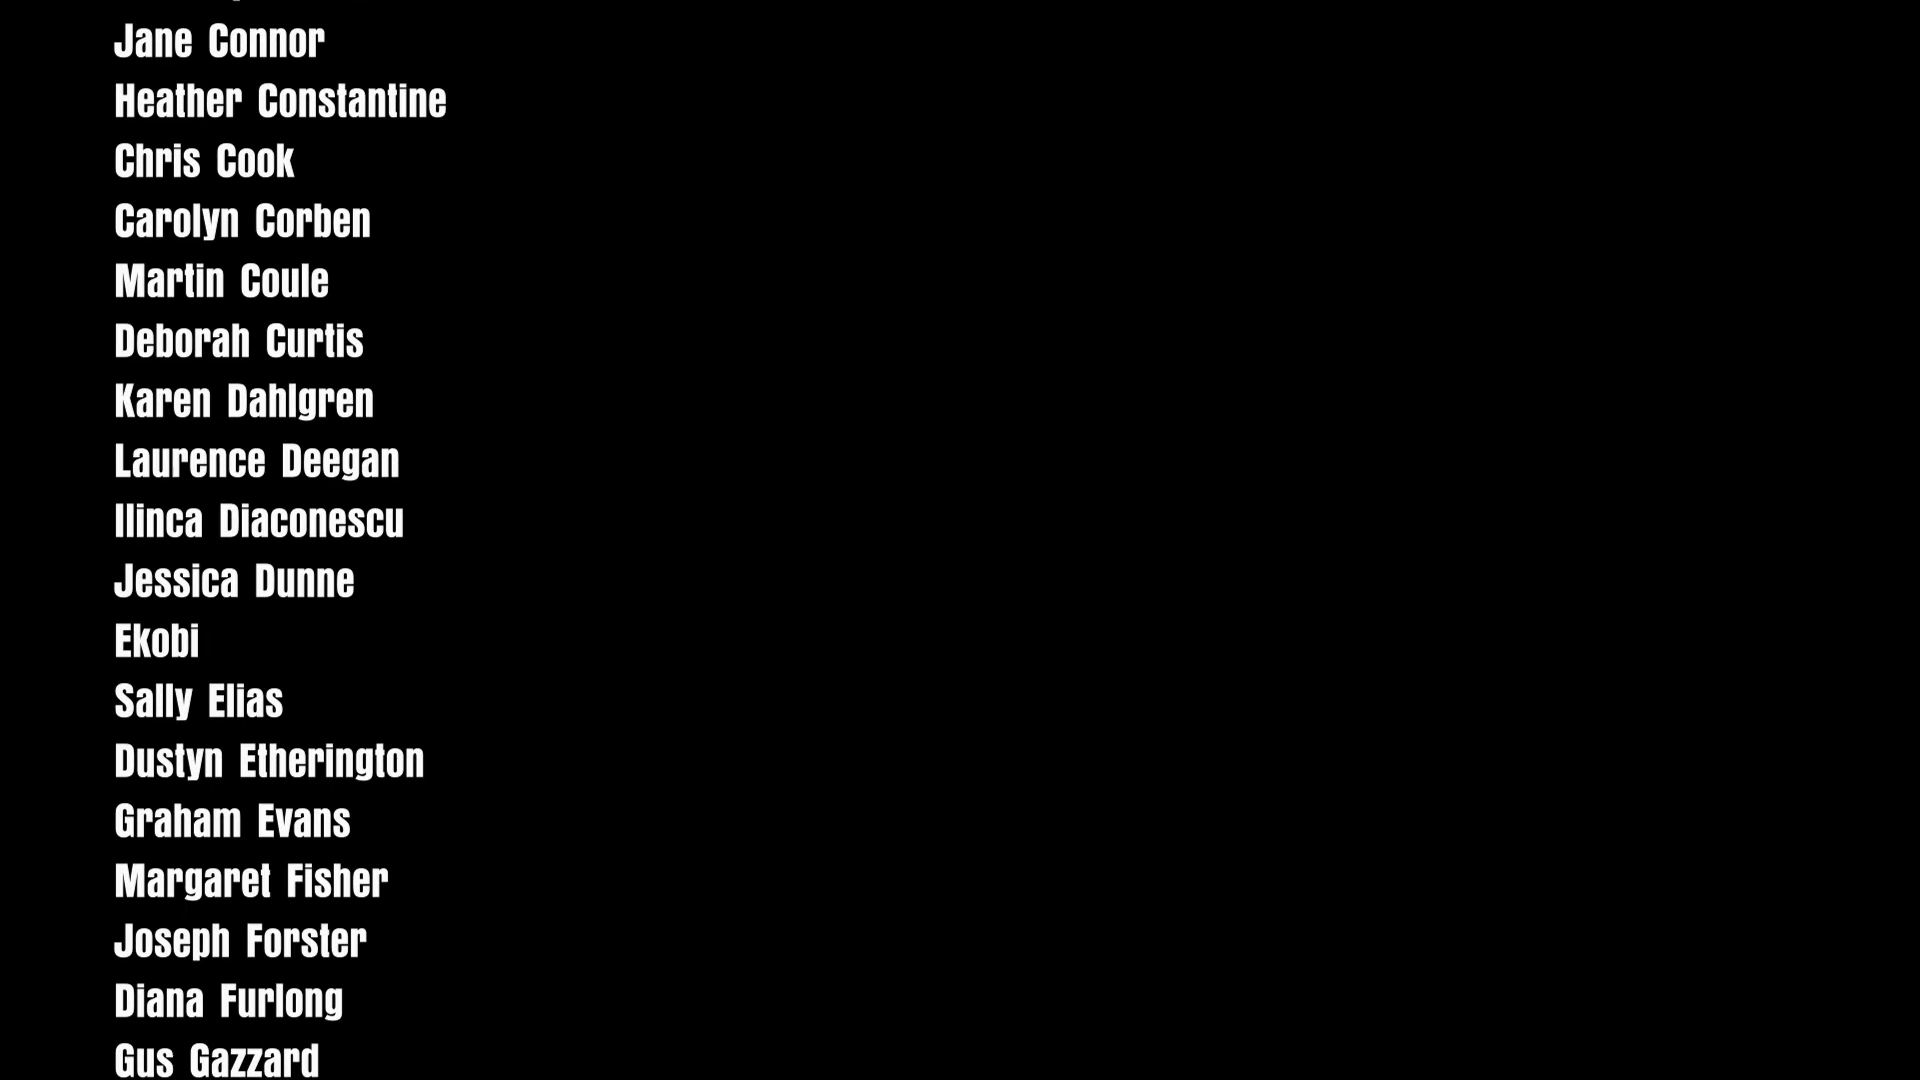 Jane Connor
Heather Constantine
Chris Cook
Carolyn Corben
Martin Coule
Deborah Curtis
Karen Dahlgren
Laurence Deegan
Ilinca Diaconescu
Jessica Dunne
Ekobi
Sally Elias
Dustyn Etherington
Graham Evans
Margaret Fisher
Joseph Forster
Diana Furlong
Gus Gazzard